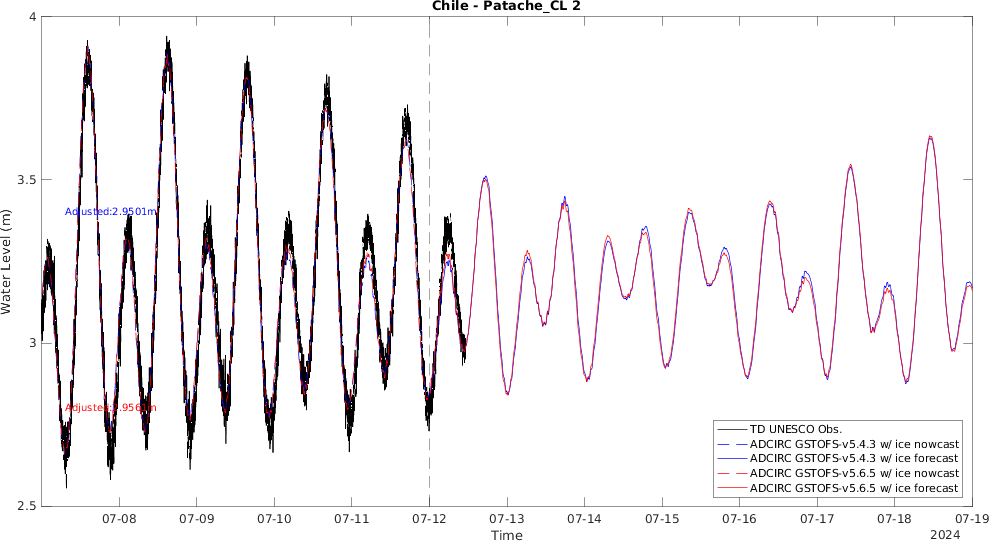 Chile - Patache_CL 2
4
3.5
3
2.5
Water Level (m)
Adjusted:2.9501m
07-08 07-09 07-10 07-11 07-12 07-13 07-14 07-15 07-16 07-17 07-18 07-19
Time
2024
TD UNESCO Obs.
ADCIRC GSTOFS-v5.4.3 w/ ice nowcast
ADCIRC GSTOFS-v5.4.3 w/ ice forecast
ADCIRC GSTOFS-v5.6.5 w/ ice nowcast
ADCIRC GSTOFS-v5.6.5 w/ ice forecast